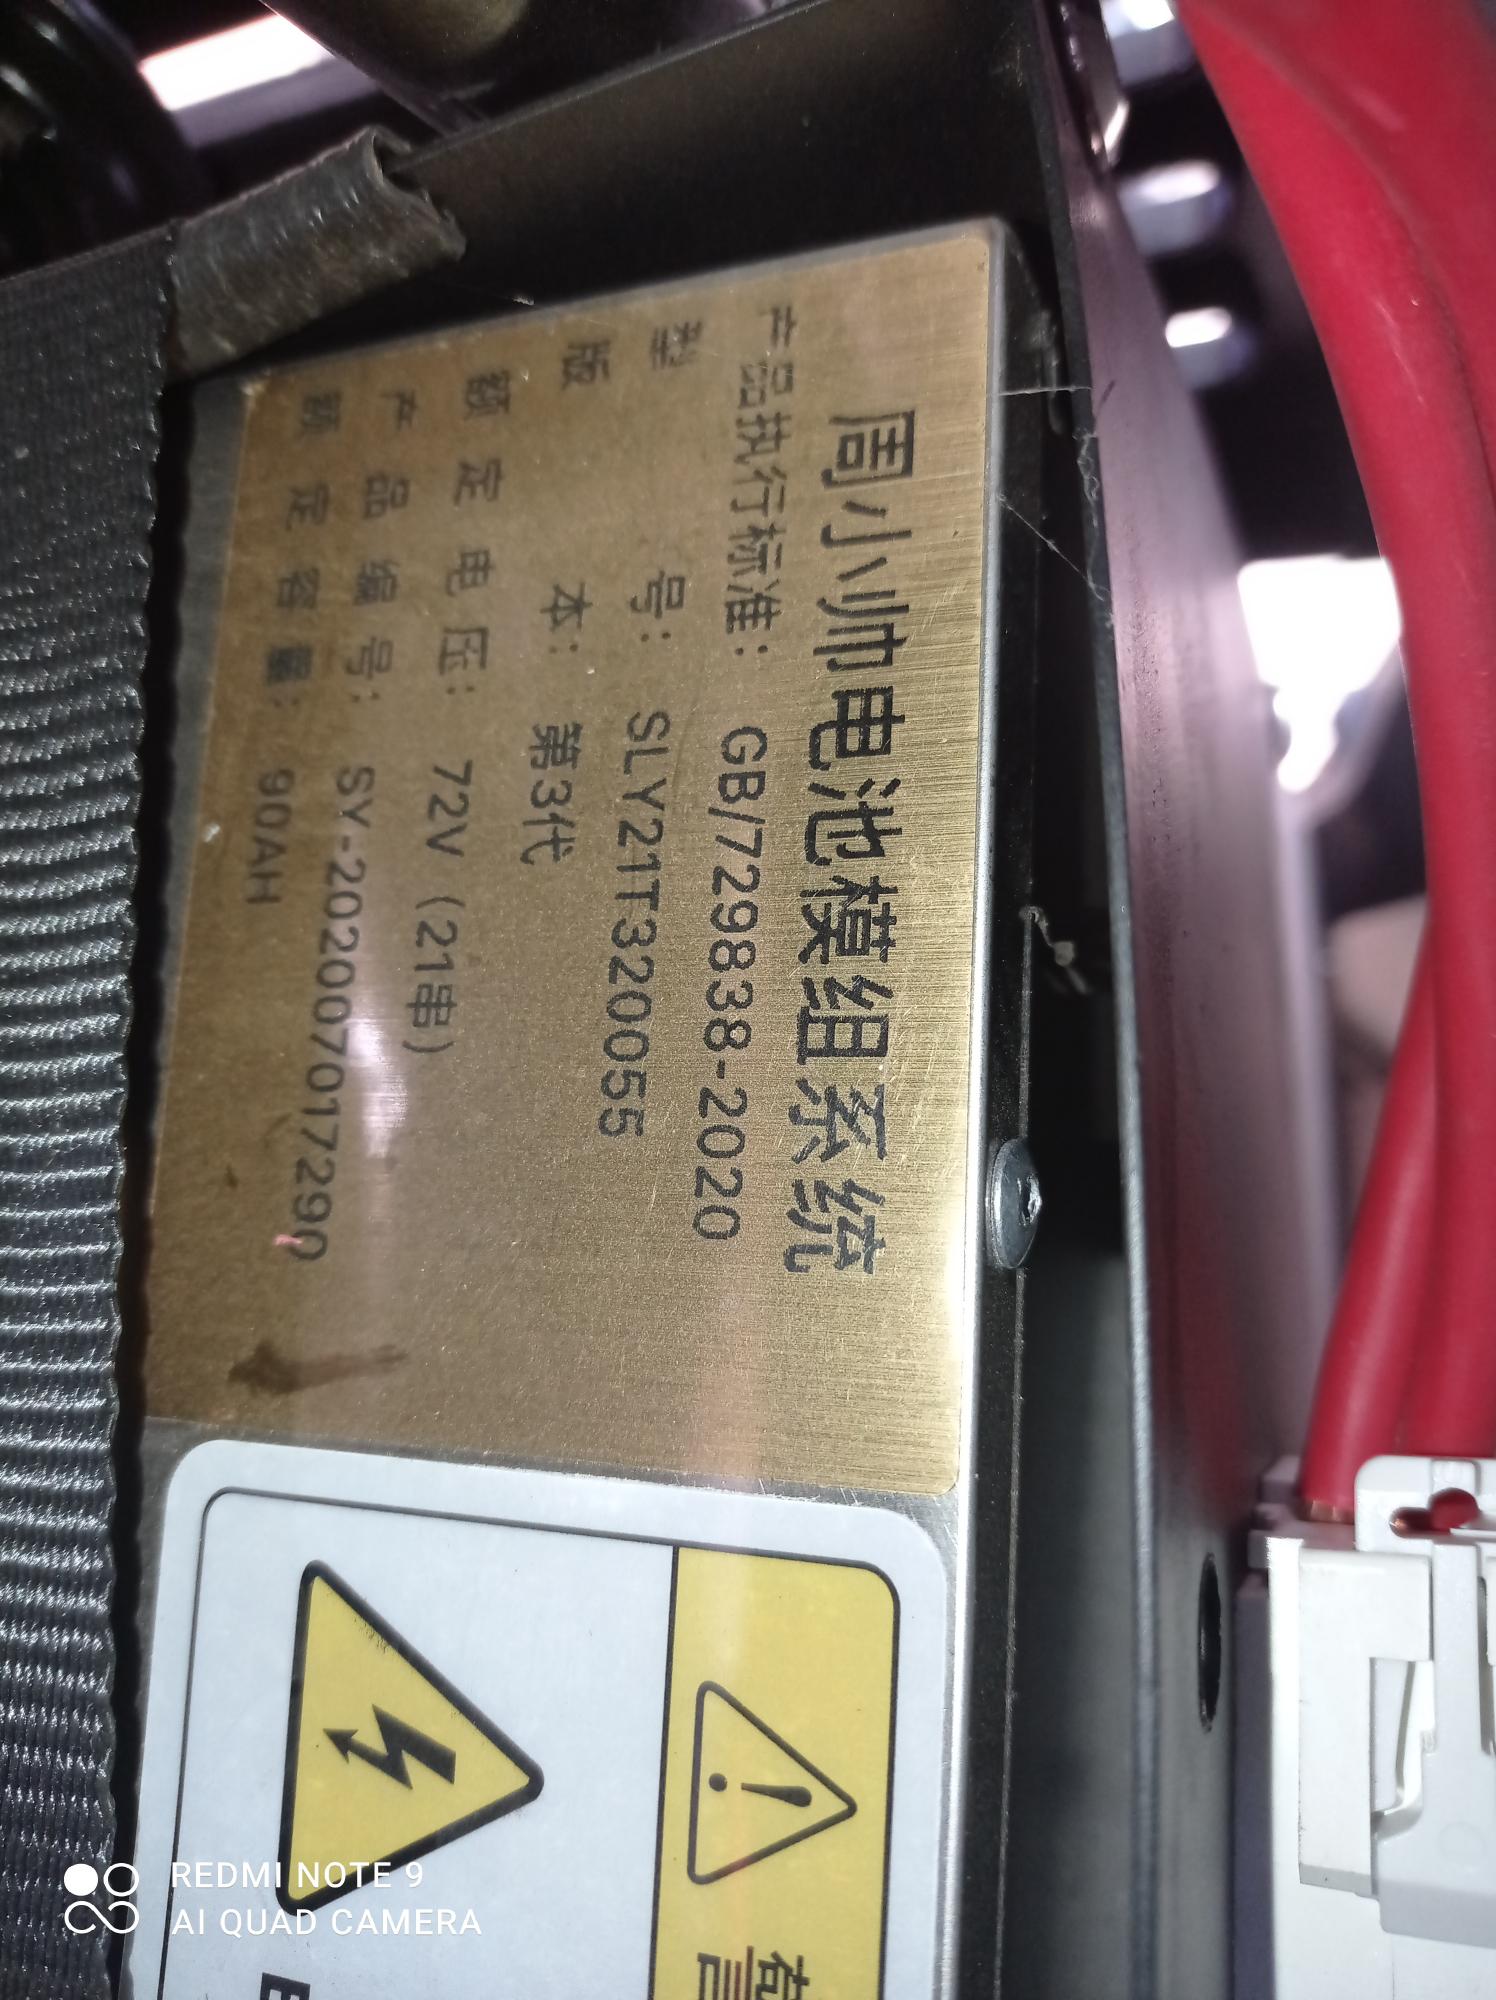 周小帅电池模组系统
产品执行标准: GB/729838-2020
型号: SLY21T320055
版本: 第3代
额定电压: 72V (21串)
产品编号: SY-202007017290
额定容量: 90AH
REDMI NOTE 9
AI QUAD CAMERA